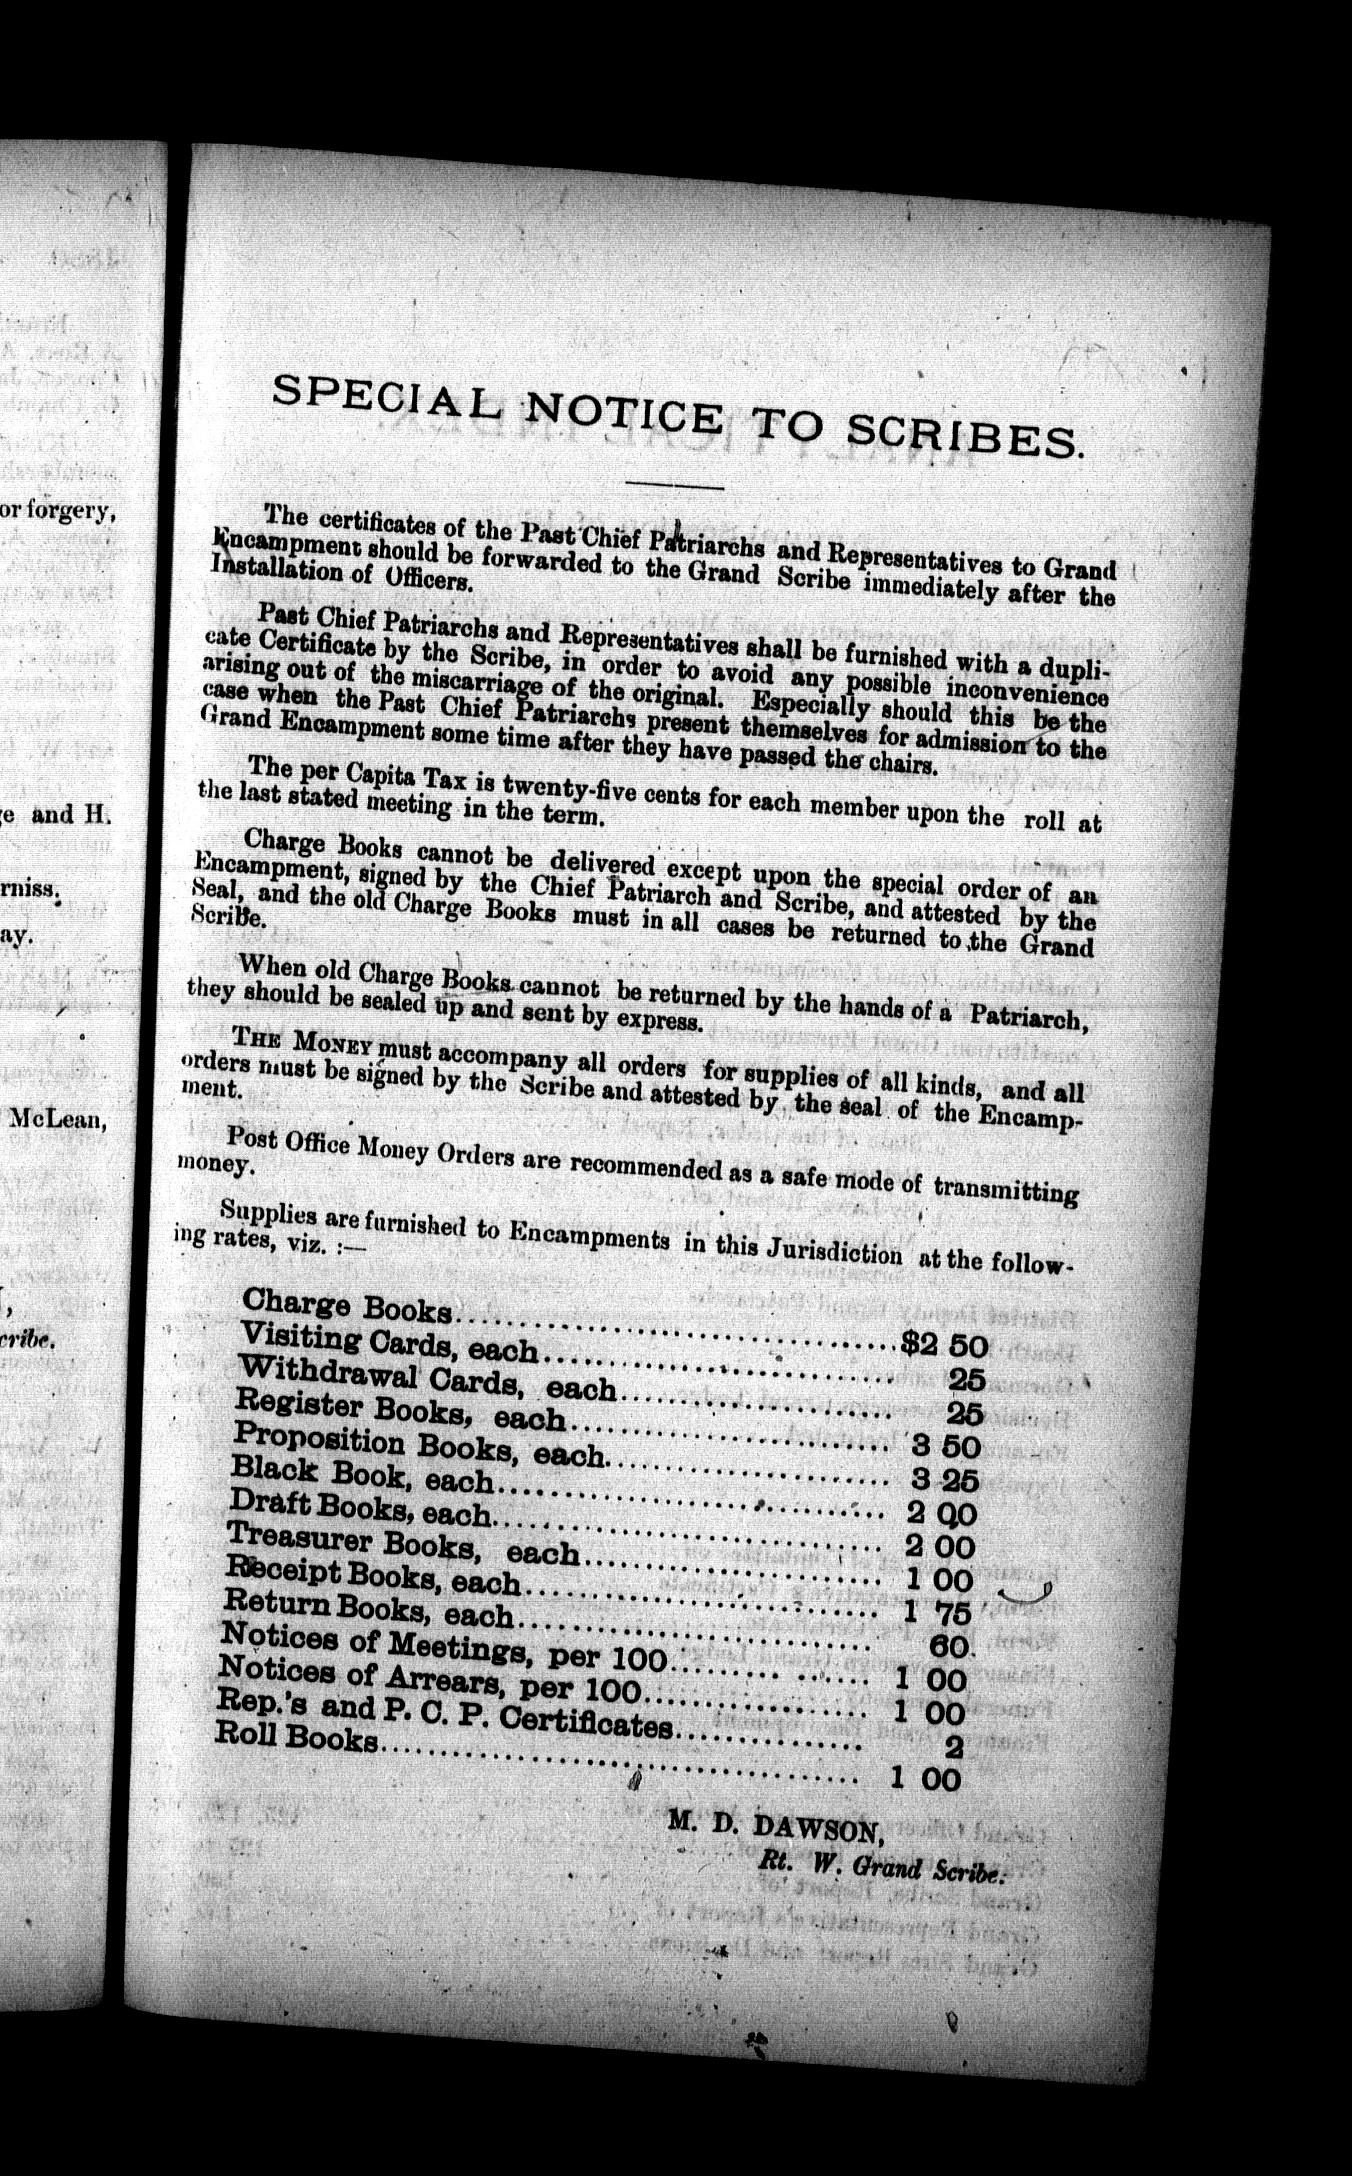 or forgery,
e and H.
rniss.
ay.
McLean,
cribe.
SPECIAL NOTICE TO SCRIBES.
The certificates of the Past Chief Patriarchs and Representatives to Grand
Encampment should be forwarded to the Grand Scribe immediately after the
Installation of Officers.
Past Chief Patriarchs and Representatives shall be furnished with a dupli-
cate Certificate by the Scribe, in order to avoid any possible inconvenience
arising out of the miscarriage of the original. Especially should this be the
case when the Past Chief Patriarchs present themselves for admission to the
Grand Encampment some time after they have passed the chairs.
The per Capita Tax is twenty-five cents for each member upon the roll at
the last stated meeting in the term.
Charge Books cannot be delivered except upon the special order of an
Encampment, signed by the Chief Patriarch and Scribe, and attested by the
Seal, and the old Charge Books must in all cases be returned to the Grand
Scribe.
When old Charge Books cannot be returned by the hands of a Patriarch,
they should be sealed up and sent by express.
THE MONEY must accompany all orders for supplies of all kinds, and all
orders must be signed by the Scribe and attested by the seal of the Encamp-
ment.
Post Office Money Orders are recommended as a safe mode of transmitting
money.
Supplies are furnished to Encampments in this Jurisdiction at the follow-
ing rates, viz. :—
Charge Books........................................$2 50
Visiting Cards, each................................ 25
Withdrawal Cards, each........................ 25
Register Books, each............................ 3 50
Proposition Books, each........................ 3 25
Black Book, each.................................. 2 00
Draft Books, each.................................. 2 00
Treasurer Books, each.......................... 1 00
Receipt Books, each.............................. 1 75
Return Books, each............................... 60.
Notices of Meetings, per 100................. 1 00
Notices of Arrears, per 100................... 1 00
Rep.'s and P. C. P. Certificates................ 2
Roll Books.......................................... 1 00
M. D. DAWSON,
Rt. W. Grand Scribe.